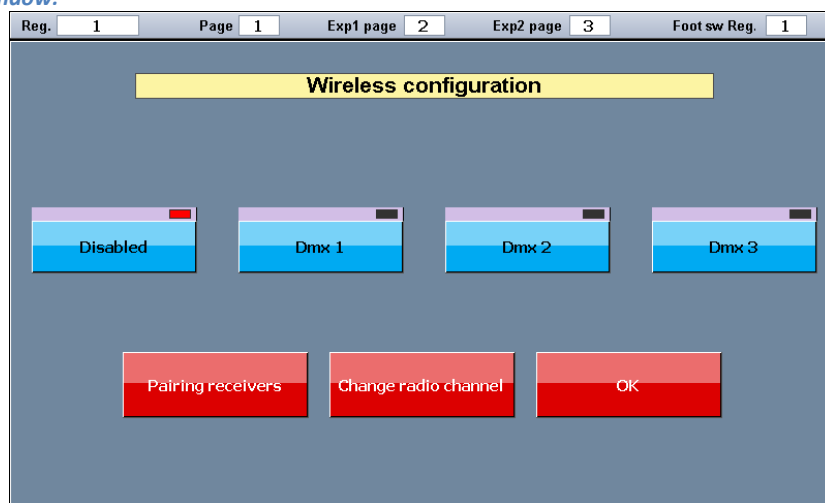 ndow.
Reg. 1 Page 1 Exp1 page 2 Exp2 page 3 Foot sw Reg. 1
Wireless configuration
Disabled Dmx 1 Dmx 2 Dmx 3
Pairing receivers Change radio channel OK